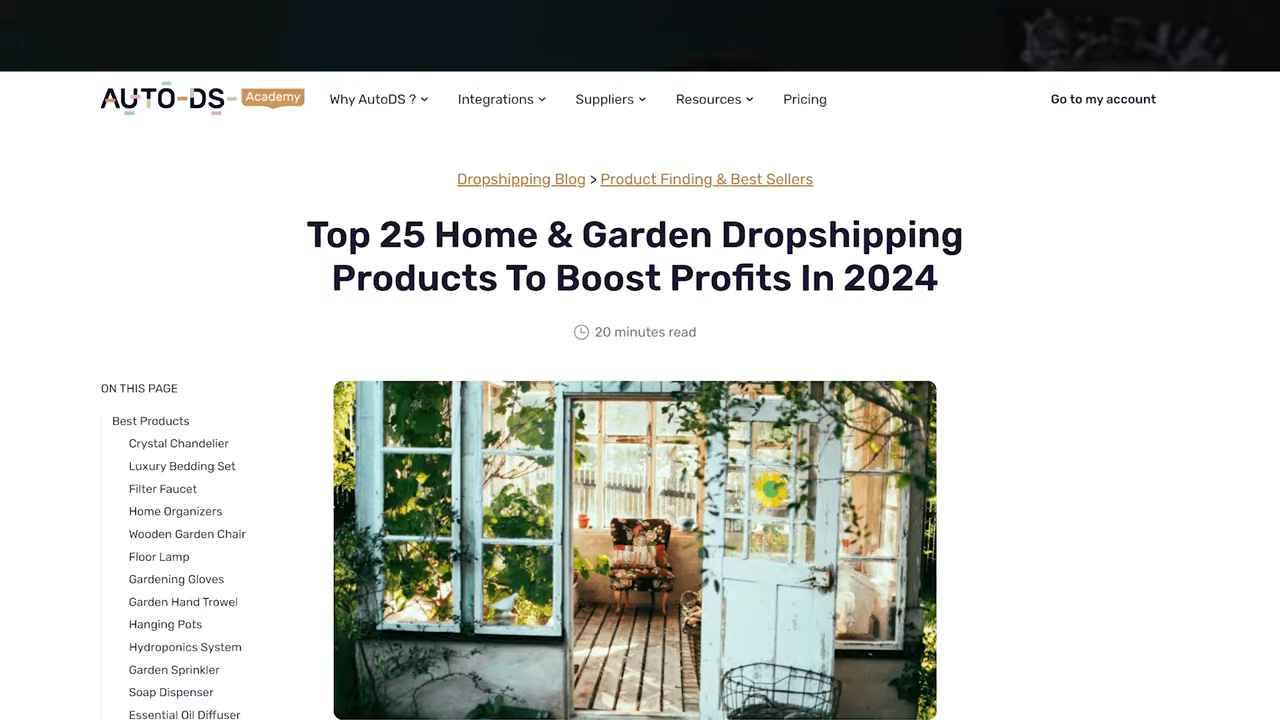 AUTO-DS- Academy
Why AutoDS ?
Integrations
Suppliers
Resources
Pricing
Go to my account
Dropshipping Blog > Product Finding & Best Sellers
Top 25 Home & Garden Dropshipping
Products To Boost Profits In 2024
20 minutes read
ON THIS PAGE
Best Products
Crystal Chandelier
Luxury Bedding Set
Filter Faucet
Home Organizers
Wooden Garden Chair
Floor Lamp
Gardening Gloves
Garden Hand Trowel
Hanging Pots
Hydroponics System
Garden Sprinkler
Soap Dispenser
Essential Oil Diffuser